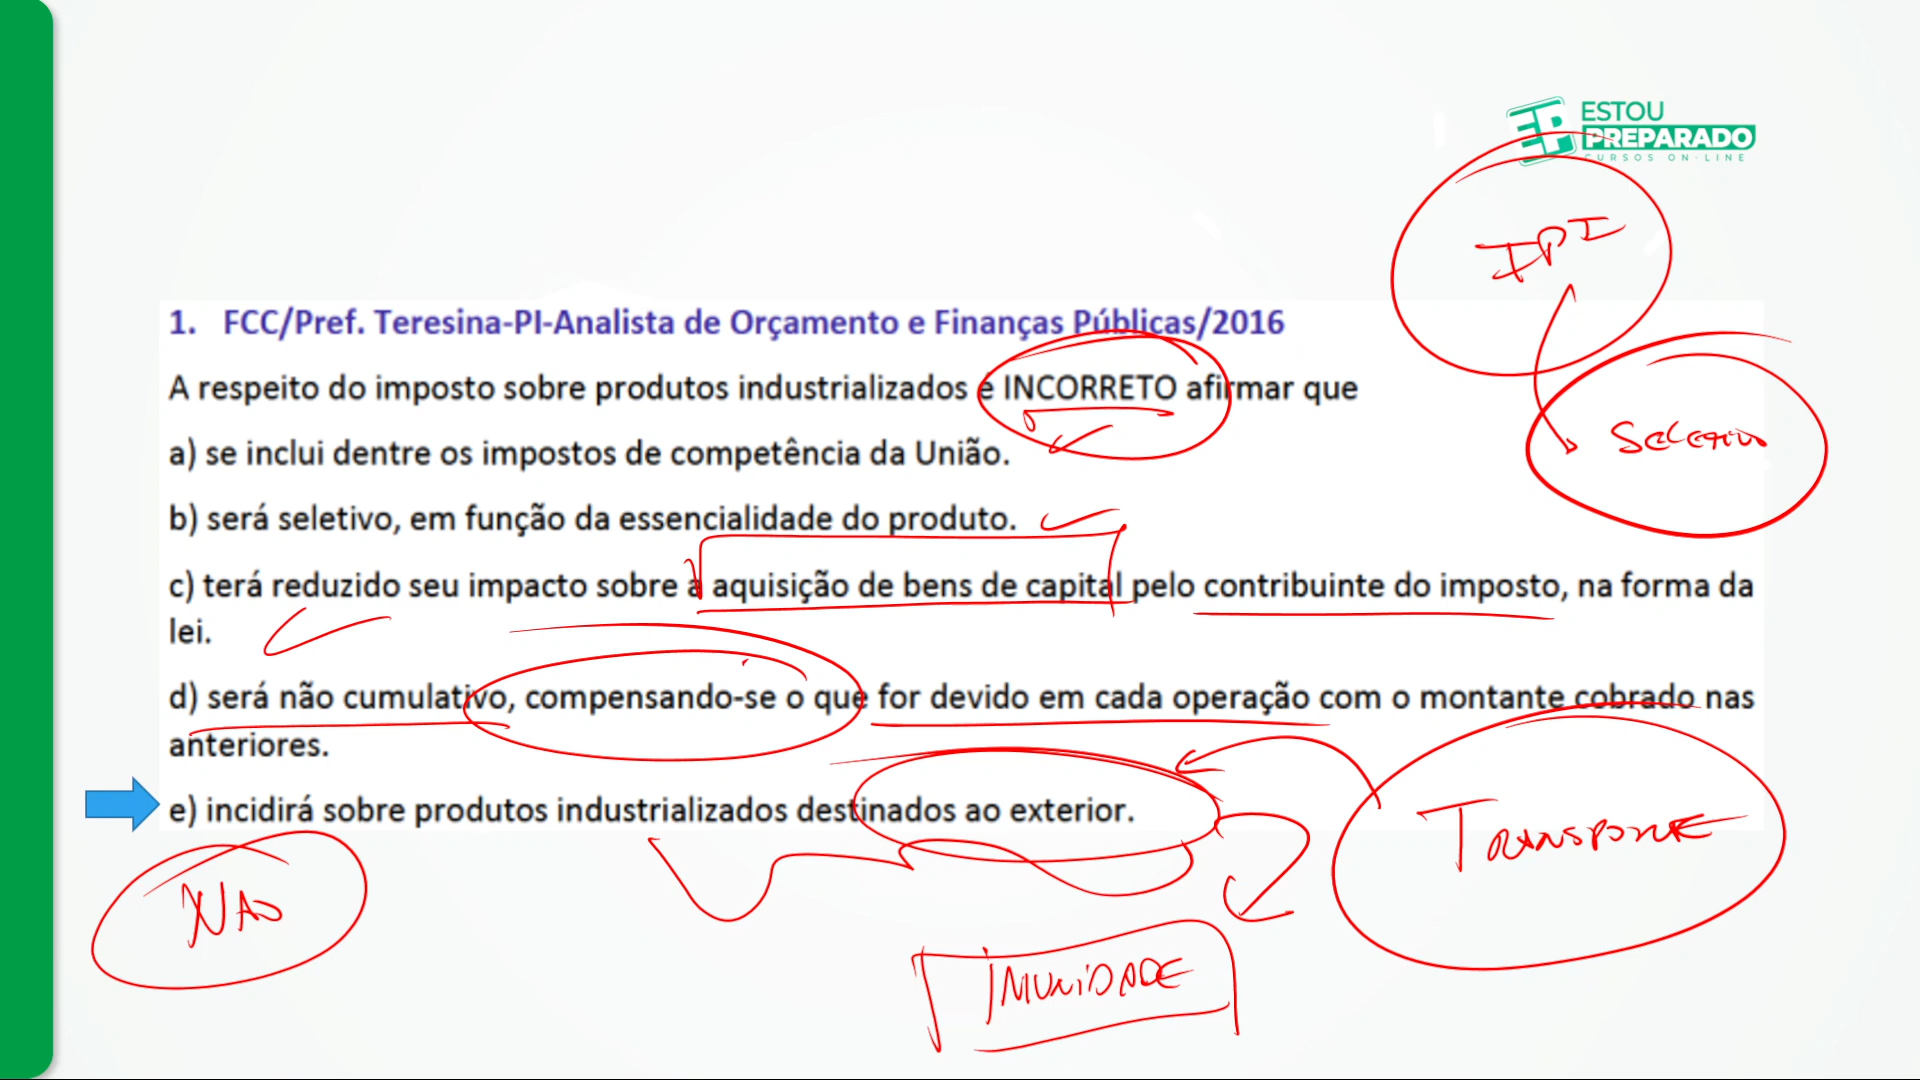 ESTOU
PREPARADO
CURSOS ON-LINE
IPI
1. FCC/Pref. Teresina-PI-Analista de Orçamento e Finanças Públicas/2016
A respeito do imposto sobre produtos industrializados é INCORRETO afirmar que
Seletivo
a) se inclui dentre os impostos de competência da União.
b) será seletivo, em função da essencialidade do produto.
c) terá reduzido seu impacto sobre a aquisição de bens de capital pelo contribuinte do imposto, na forma da
lei.
d) será não cumulativo, compensando-se o que for devido em cada operação com o montante cobrado nas
anteriores.
e) incidirá sobre produtos industrializados destinados ao exterior.
TRANSPORTE
NÃO
IMUNIDADE